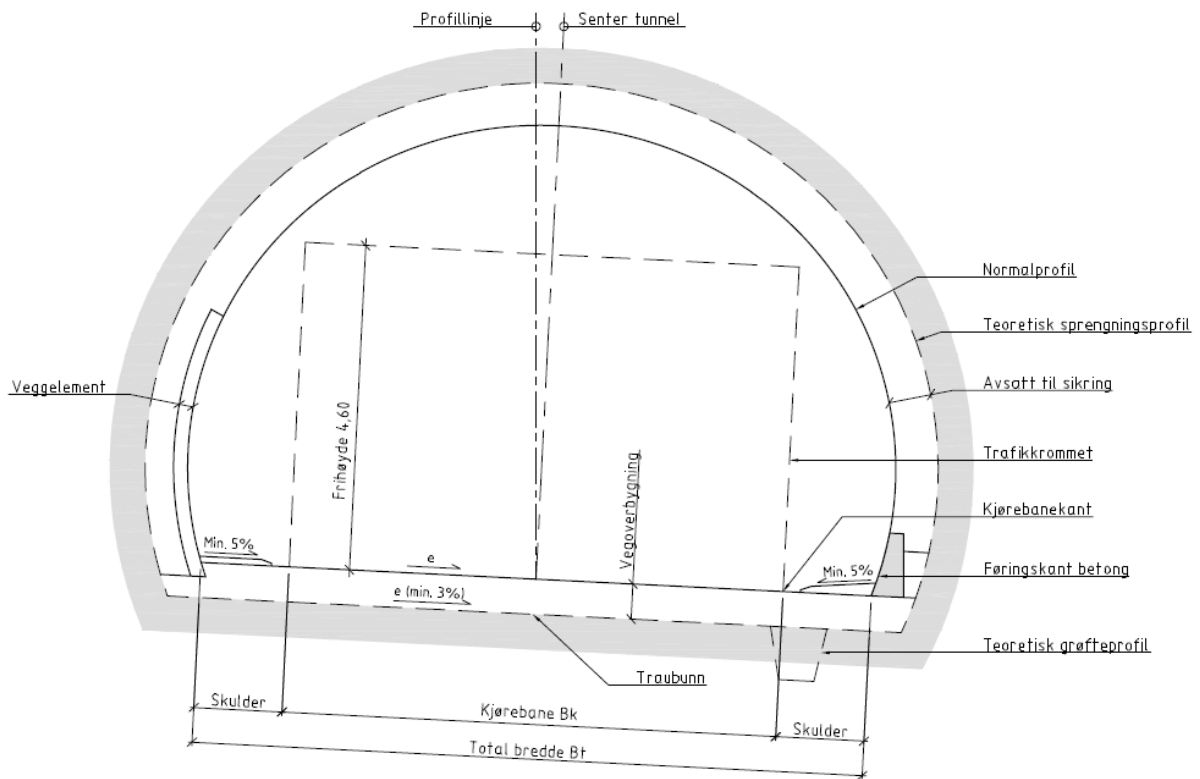 Profillinje
Senter tunnel
Normalprofil
Teoretisk sprengningsprofil
Veggelement
Avsatt til sikring
Frihøyde 4,60
Trafikkrommet
Vegoverbygning
Kjørebanekant
Min. 5%
e
Min. 5%
Føringskant betong
e (min. 3%)
Teoretisk grøfteprofil
Traubunn
Skulder
Kjørebane Bk
Skulder
Total bredde Bt